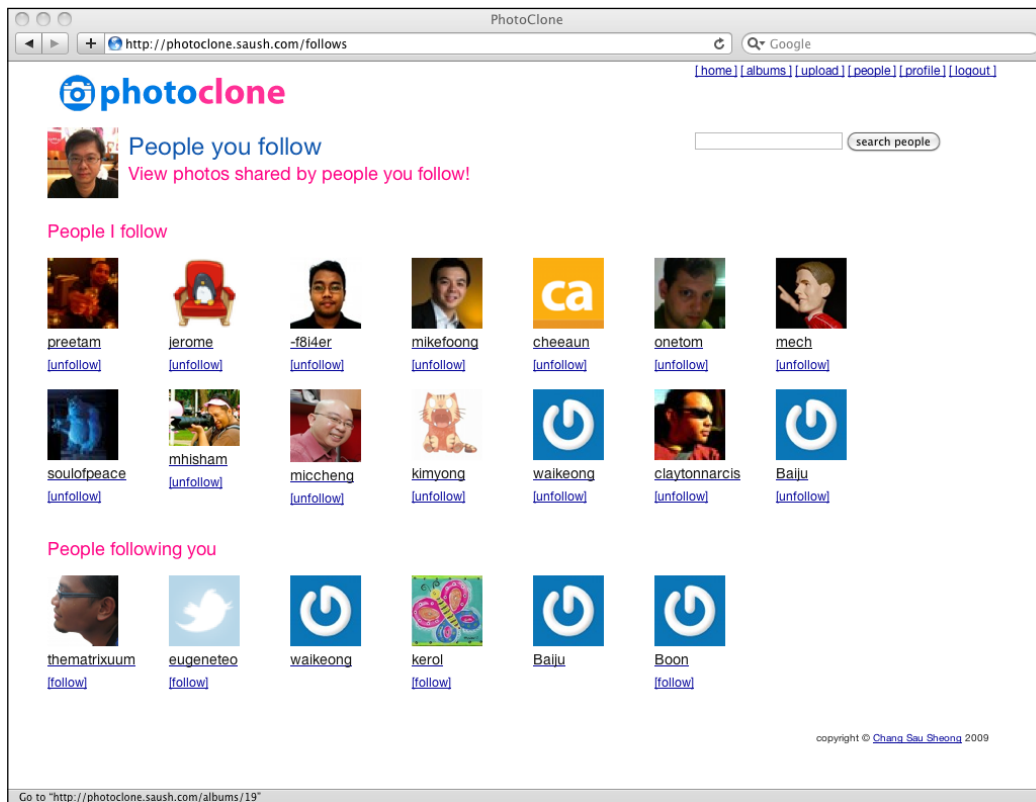 PhotoClone
http://photoclone.saush.com/follows
Google
[ home ] [ albums ] [ upload ] [ people ] [ profile ] [ logout ]
photoclone
People you follow
search people
View photos shared by people you follow!
People I follow
ca
preetam jerome -f8i4er mikefoong cheeaun onetom mech
[unfollow] [unfollow] [unfollow] [unfollow] [unfollow] [unfollow] [unfollow]
soulofpeace mhisham miccheng kimyong waikeong claytonnarcis Baiju
[unfollow] [unfollow] [unfollow] [unfollow] [unfollow] [unfollow] [unfollow]
People following you
thematrixuum eugeneteo waikeong kerol Baiju Boon
[follow] [follow] [follow] [follow]
copyright © Chang Sau Sheong 2009
Go to "http://photoclone.saush.com/albums/19"